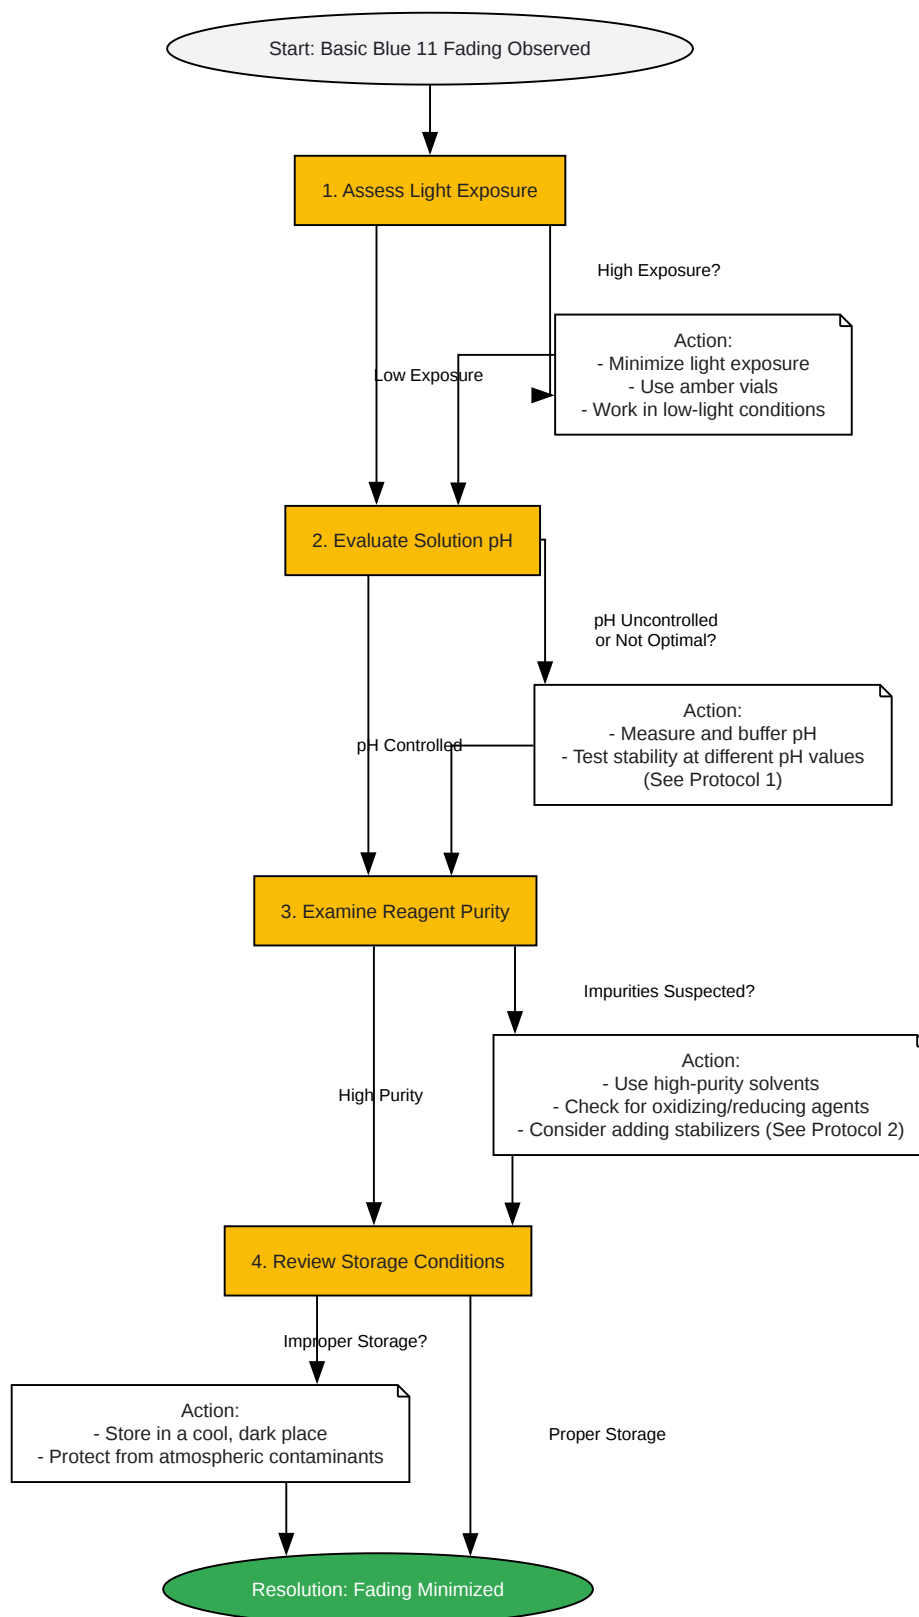 Start: Basic Blue 11 Fading Observed
1. Assess Light Exposure
High Exposure?
Action:
- Minimize light exposure
- Use amber vials
- Work in low-light conditions
Low Exposure
2. Evaluate Solution pH
pH Uncontrolled
or Not Optimal?
Action:
- Measure and buffer pH
- Test stability at different pH values
(See Protocol 1)
pH Controlled
3. Examine Reagent Purity
Impurities Suspected?
Action:
- Use high-purity solvents
- Check for oxidizing/reducing agents
- Consider adding stabilizers (See Protocol 2)
High Purity
4. Review Storage Conditions
Improper Storage?
Action:
- Store in a cool, dark place
- Protect from atmospheric contaminants
Proper Storage
Resolution: Fading Minimized